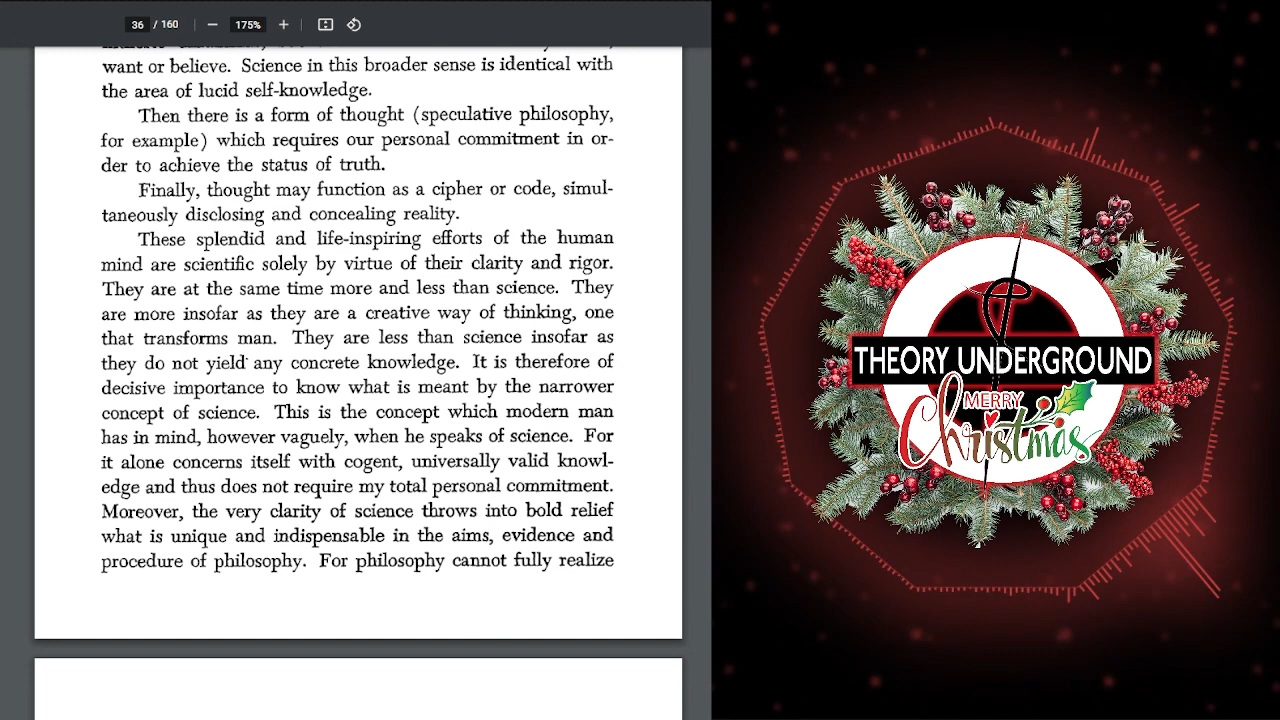 36 / 160
175%
want or believe. Science in this broader sense is identical with
the area of lucid self-knowledge.
Then there is a form of thought (speculative philosophy,
for example) which requires our personal commitment in or-
der to achieve the status of truth.
Finally, thought may function as a cipher or code, simul-
taneously disclosing and concealing reality.
These splendid and life-inspiring efforts of the human
mind are scientific solely by virtue of their clarity and rigor.
They are at the same time more and less than science. They
are more insofar as they are a creative way of thinking, one
that transforms man. They are less than science insofar as
they do not yield any concrete knowledge. It is therefore of
decisive importance to know what is meant by the narrower
concept of science. This is the concept which modern man
has in mind, however vaguely, when he speaks of science. For
it alone concerns itself with cogent, universally valid knowl-
edge and thus does not require my total personal commitment.
Moreover, the very clarity of science throws into bold relief
what is unique and indispensable in the aims, evidence and
procedure of philosophy. For philosophy cannot fully realize
THEORY UNDERGROUND
MERRY
Christmas